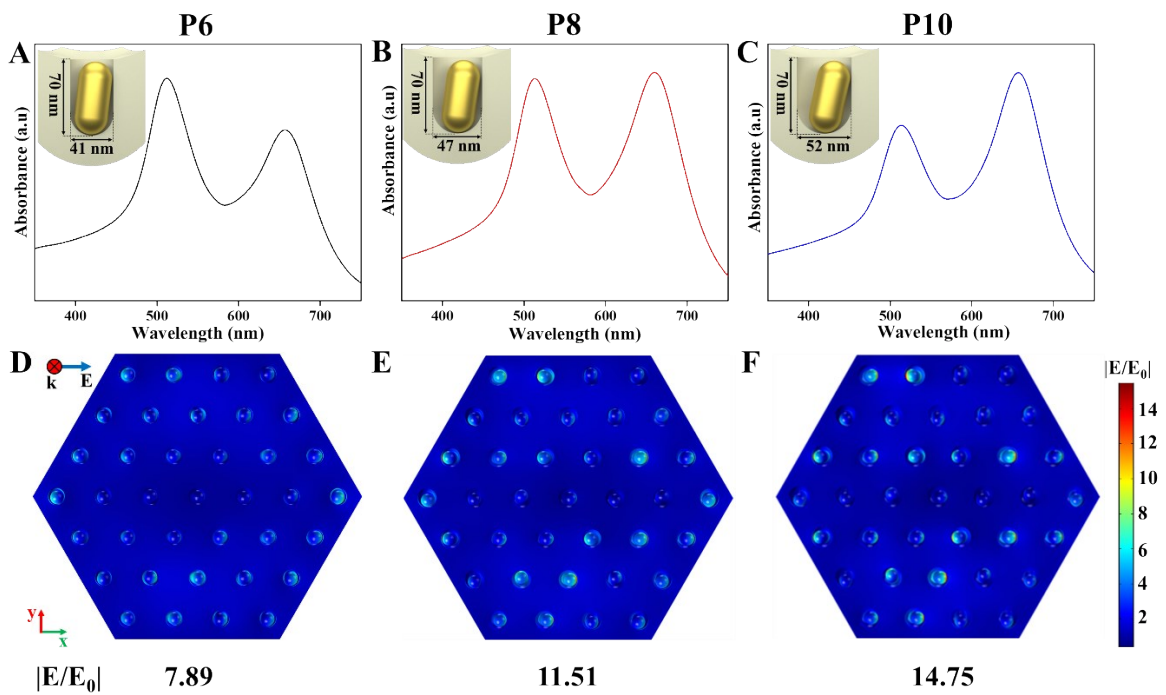 P6
P8
P10
A
70 nm
41 nm
Absorbance (a.u)
400
500
600
700
Wavelength (nm)
B
70 nm
47 nm
Absorbance (a.u)
400
500
600
700
Wavelength (nm)
C
70 nm
52 nm
Absorbance (a.u)
400
500
600
700
Wavelength (nm)
D
k
E
y
x
E
F
|E/E₀|
14
12
10
8
6
4
2
|E/E₀|
7.89
11.51
14.75